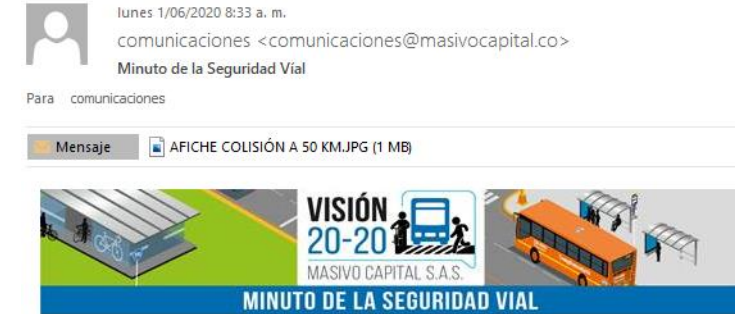 lunes 1/06/2020 8:33 a. m.
comunicaciones <comunicaciones@masivocapital.co>
Minuto de la Seguridad Víal
Para comunicaciones
Mensaje AFICHE COLISIÓN A 50 KM.JPG (1 MB)
VISIÓN
20-20
MASIVO CAPITAL S.A.S.
MINUTO DE LA SEGURIDAD VIAL